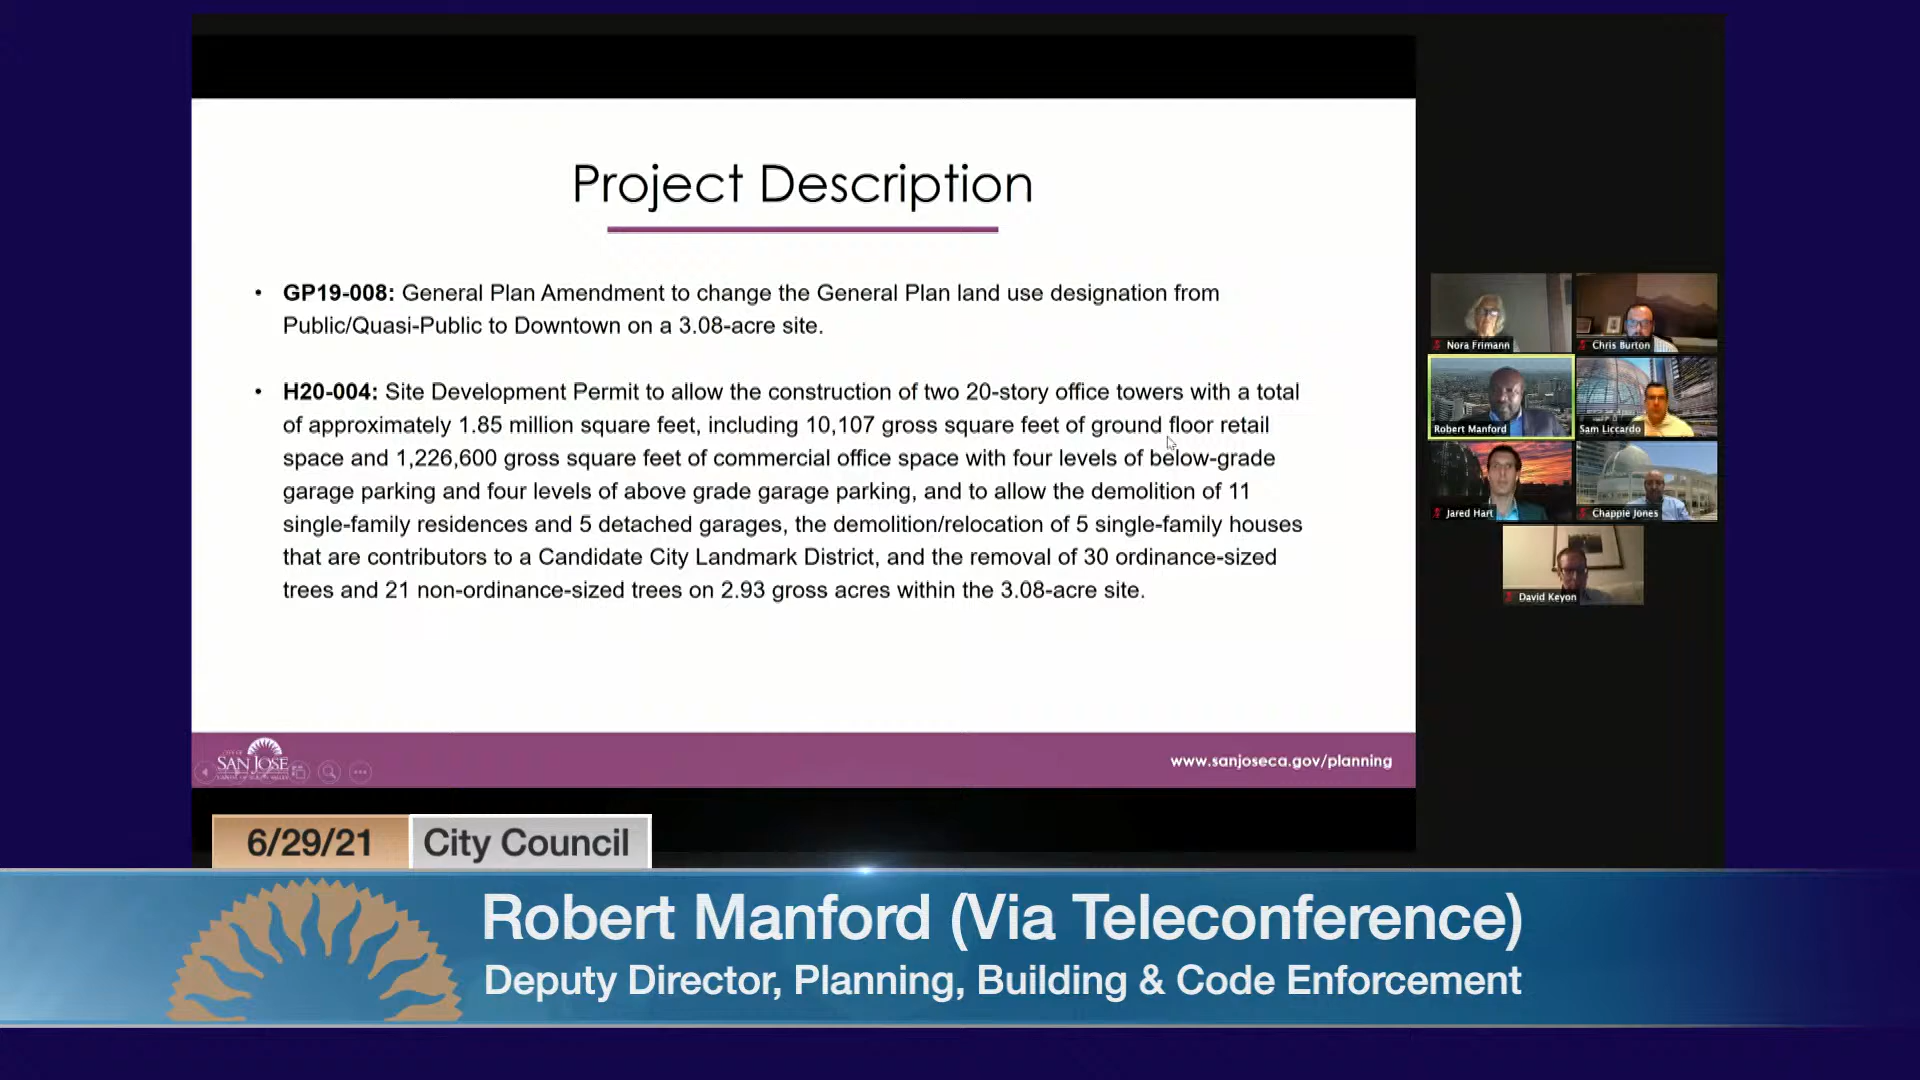 Project Description
• GP19-008: General Plan Amendment to change the General Plan land use designation from
Public/Quasi-Public to Downtown on a 3.08-acre site.
• H20-004: Site Development Permit to allow the construction of two 20-story office towers with a total
of approximately 1.85 million square feet, including 10,107 gross square feet of ground floor retail
space and 1,226,600 gross square feet of commercial office space with four levels of below-grade
garage parking and four levels of above grade garage parking, and to allow the demolition of 11
single-family residences and 5 detached garages, the demolition/relocation of 5 single-family houses
that are contributors to a Candidate City Landmark District, and the removal of 30 ordinance-sized
trees and 21 non-ordinance-sized trees on 2.93 gross acres within the 3.08-acre site.
CITY OF
SAN JOSE
www.sanjoseca.gov/planning
Nora Frimann
Chris Burton
Robert Manford
Sam Liccardo
Jared Hart
Chappie Jones
David Keyon
6/29/21
City Council
Robert Manford (Via Teleconference)
Deputy Director, Planning, Building & Code Enforcement